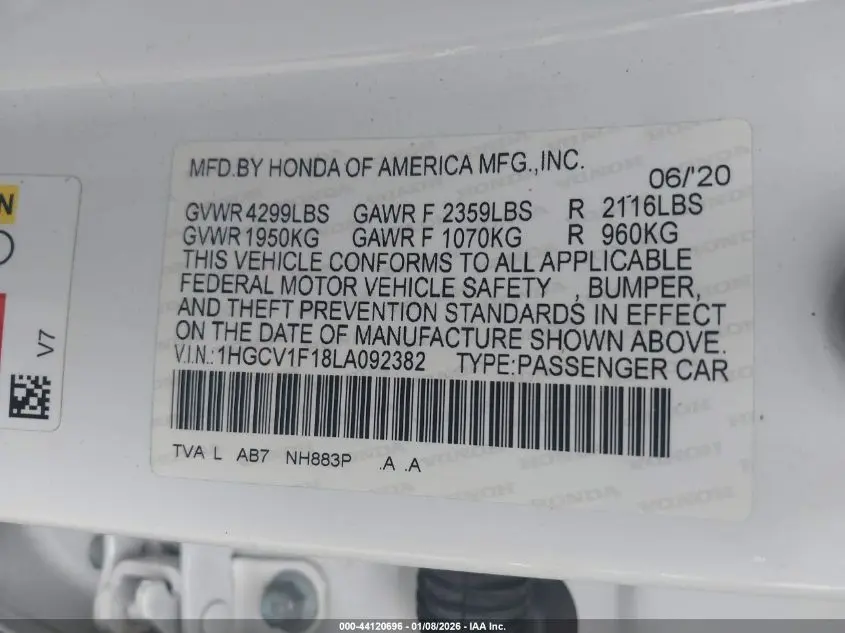 MFD.BY HONDA OF AMERICA MFG.,INC.
06/'20
GVWR 4299LBS GAWR F 2359LBS R 2116LBS
GVWR 1950KG GAWR F 1070KG R 960KG
THIS VEHICLE CONFORMS TO ALL APPLICABLE
FEDERAL MOTOR VEHICLE SAFETY , BUMPER,
AND THEFT PREVENTION STANDARDS IN EFFECT
ON THE DATE OF MANUFACTURE SHOWN ABOVE.
V.I.N.:1HGCV1F18LA092382 TYPE:PASSENGER CAR
TVA L AB7 NH883P .A .A
N
V7
000-44120696 - 01/08/2026 - IAA Inc.